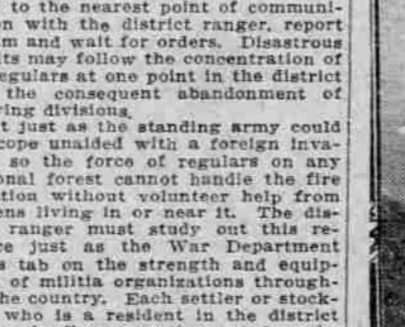 to the nearest point of communi-
n with the district ranger, report
m and wait for orders. Disastrous
lts may follow the concentration of
egulars at one point in the district
the consequent abandonment of
ring divisions.
t just as the standing army could
cope unaided with a foreign inva-
so the force of regulars on any
onal forest cannot handle the fire
tion without volunteer help from
ens living in or near it. The dis-
ranger must study out this re-
ce just as the War Department
s tab on the strength and equip-
of militia organizations through-
he country. Each settler or stock-
who is a resident in the district